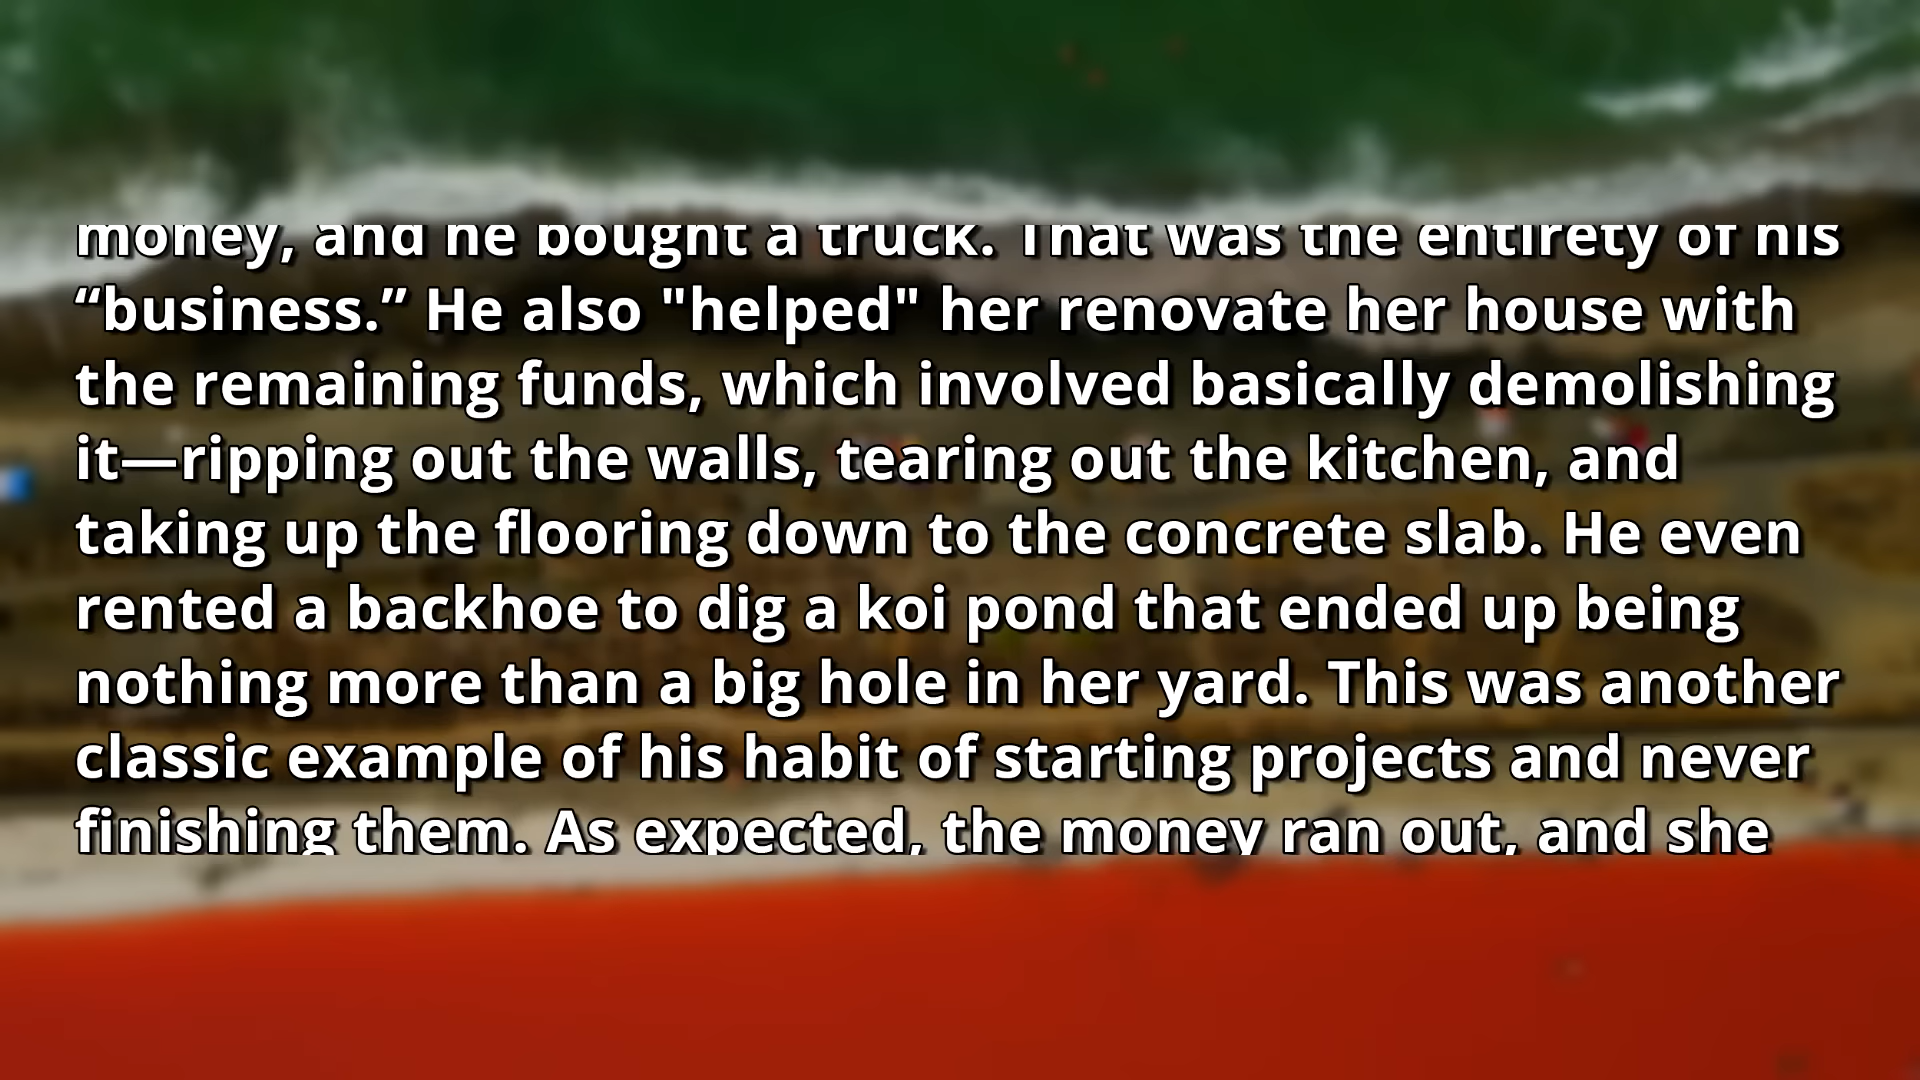 money, and he bought a truck. That was the entirety of his
“business.” He also "helped" her renovate her house with
the remaining funds, which involved basically demolishing
it—ripping out the walls, tearing out the kitchen, and
taking up the flooring down to the concrete slab. He even
rented a backhoe to dig a koi pond that ended up being
nothing more than a big hole in her yard. This was another
classic example of his habit of starting projects and never
finishing them. As expected, the money ran out, and she